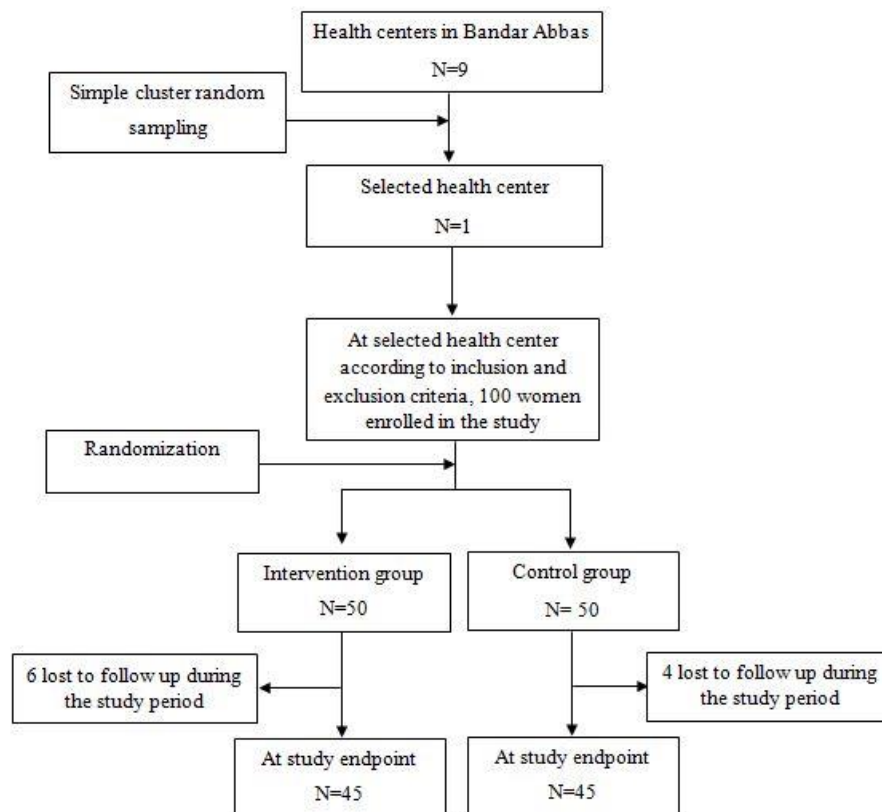 Health centers in Bandar Abbas
N=9
Simple cluster random
sampling
Selected health center
N=1
At selected health center
according to inclusion and
exclusion criteria, 100 women
enrolled in the study
Randomization
Intervention group
N=50
Control group
N= 50
6 lost to follow up during
the study period
4 lost to follow up during
the study period
At study endpoint
N=45
At study endpoint
N=45